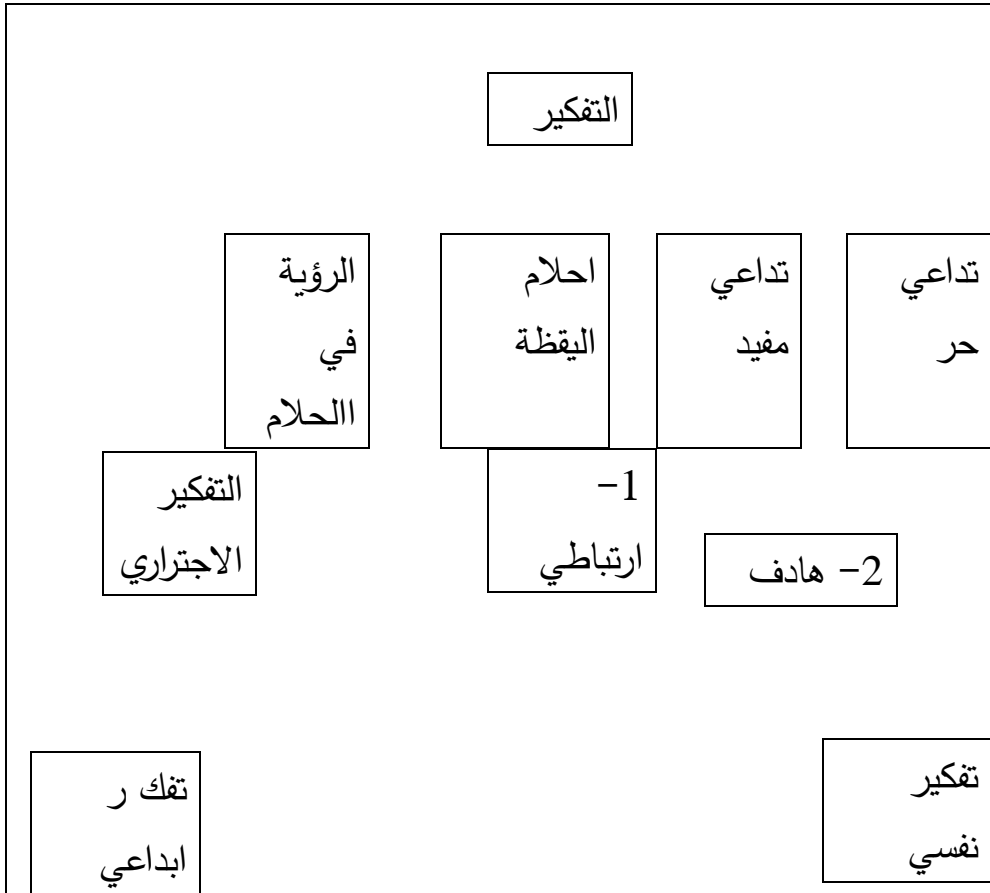 التفكير
تداعي
حر
تداعي
مفيد
احلام
اليقظة
الرؤية
في
االحلام
1-
ارتباطي
2- هادف
التفكير
الاجتراري
تفكير
نفسي
تفك ر
ابداعي